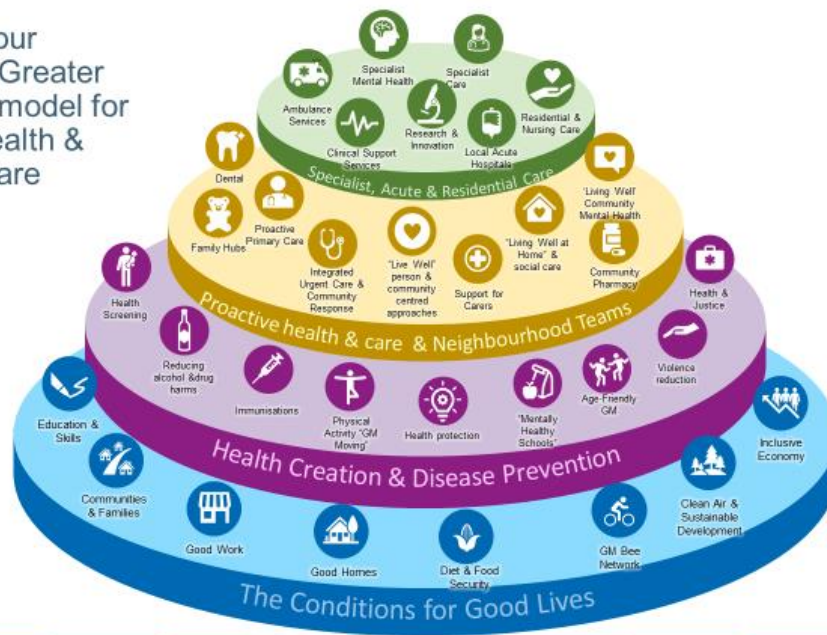 our
Greater
model for
ealth &
are
Specialist
Mental Health
Specialist
Care
Ambulance
Services
Research &
Innovation
Residential &
Nursing Care
Clinical Support
Services
Local Acute
Hospitals
Specialist, Acute & Residential Care
Dental
'Living Well'
Community
Mental Health
Family Hubs
Proactive
Primary Care
Integrated
Urgent Care &
Community
Response
"Live Well"
person &
community
centred
approaches
Support for
Carers
"Living Well at
Home" &
social care
Community
Pharmacy
Proactive health & care & Neighbourhood Teams
Health
Screening
Health &
Justice
Reducing
alcohol &drug
harms
Immunisations
Physical
Activity "GM
Moving"
Health protection
"Mentally
Healthy
Schools"
Age-Friendly
GM
Violence
reduction
Health Creation & Disease Prevention
Education &
Skills
Inclusive
Economy
Communities
& Families
Good Work
Good Homes
Diet & Food
Security
GM Bee
Network
Clean Air &
Sustainable
Development
The Conditions for Good Lives